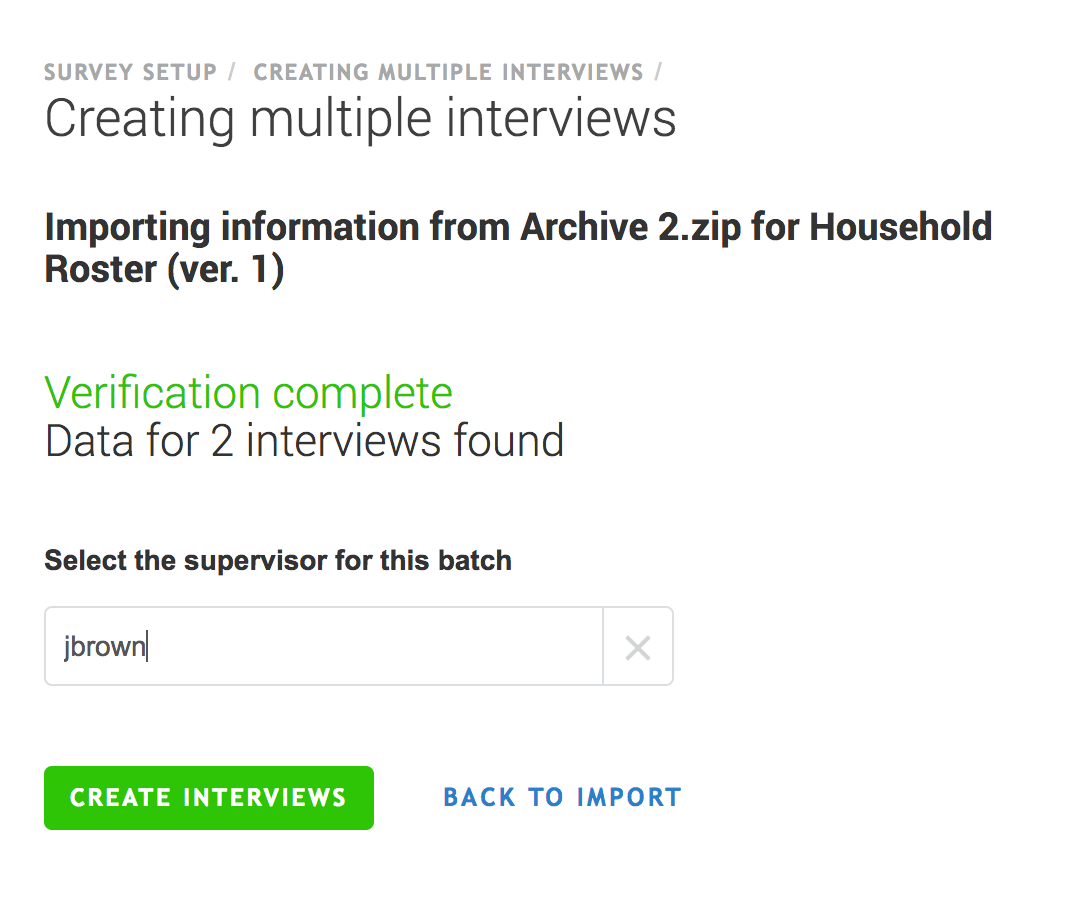 SURVEY SETUP / CREATING MULTIPLE INTERVIEWS /
Creating multiple interviews
Importing information from Archive 2.zip for Household
Roster (ver. 1)
Verification complete
Data for 2 interviews found
Select the supervisor for this batch
jbrown
CREATE INTERVIEWS BACK TO IMPORT